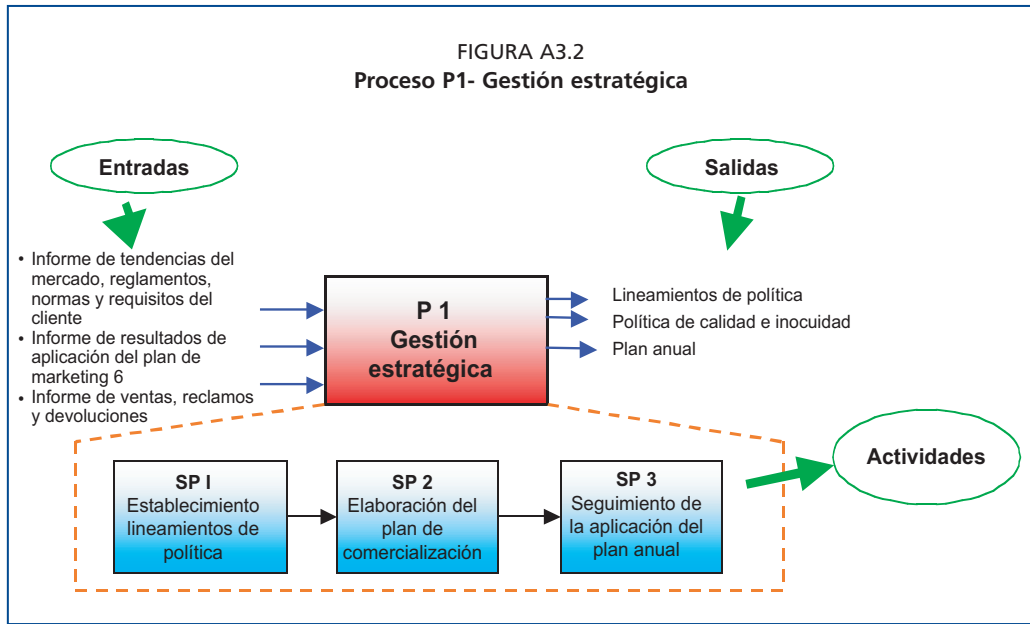 FIGURA A3.2
Proceso P1- Gestión estratégica
Entradas
Salidas
• Informe de tendencias del
mercado, reglamentos,
normas y requisitos del
cliente
• Informe de resultados de
aplicación del plan de
marketing 6
• Informe de ventas, reclamos
y devoluciones
P 1
Gestión
estratégica
Lineamientos de política
Política de calidad e inocuidad
Plan anual
Actividades
SP I
Establecimiento
lineamientos de
política
SP 2
Elaboración del
plan de
comercialización
SP 3
Seguimiento de
la aplicación del
plan anual